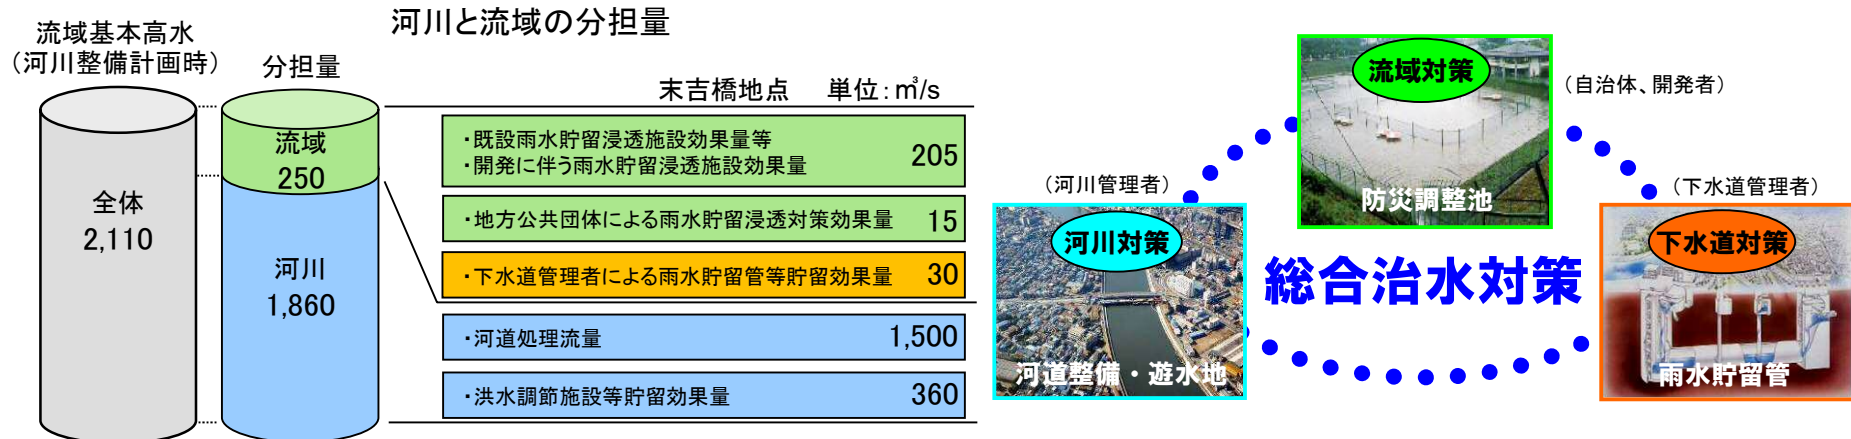 河川と流域の分担量
流域基本高水
（河川整備計画時）
分担量
末吉橋地点 単位：㎥/s
全体
2,110
流域
250
河川
1,860
・既設雨水貯留浸透施設効果量等
・開発に伴う雨水貯留浸透施設効果量
205
・地方公共団体による雨水貯留浸透対策効果量 15
・下水道管理者による雨水貯留管等貯留効果量 30
・河道処理流量 1,500
・洪水調節施設等貯留効果量 360
流域対策
（自治体、開発者）
防災調整池
（河川管理者）
河川対策
河道整備・遊水地
総合治水対策
（下水道管理者）
下水道対策
雨水貯留管